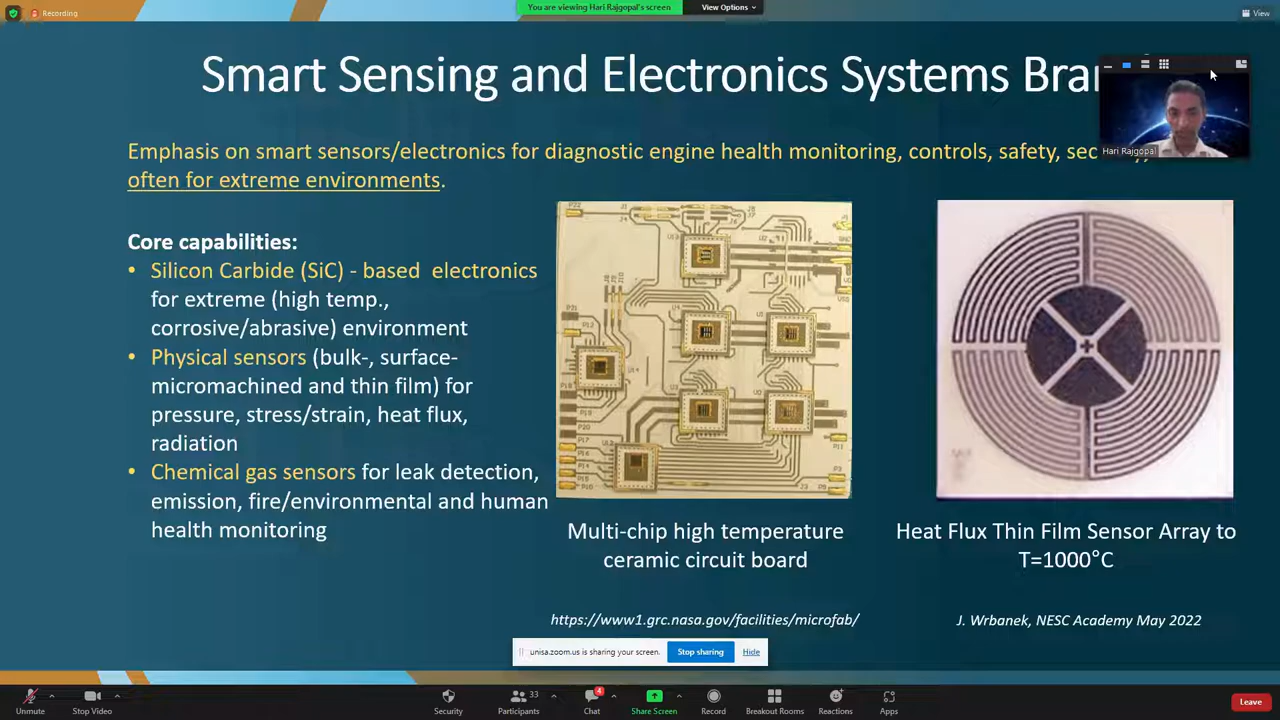 Recording
You are viewing Hari Rajgopal's screen
View Options
View
Smart Sensing and Electronics Systems Bra
Hari Rajgopal
Emphasis on smart sensors/electronics for diagnostic engine health monitoring, controls, safety,
often for extreme environments.
Core capabilities:
• Silicon Carbide (SiC) - based electronics
for extreme (high temp.,
corrosive/abrasive) environment
• Physical sensors (bulk-, surface-
micromachined and thin film) for
pressure, stress/strain, heat flux,
radiation
• Chemical gas sensors for leak detection,
emission, fire/environmental and human
health monitoring
Multi-chip high temperature
ceramic circuit board
Heat Flux Thin Film Sensor Array to
T=1000°C
https://www1.grc.nasa.gov/facilities/microfab/
J. Wrbanek, NESC Academy May 2022
unisa.zoom.us is sharing your screen.
Stop sharing
Hide
Unmute
Stop Video
Security
33
Participants
4
Chat
Share Screen
Record
Breakout Rooms
Reactions
Apps
Leave